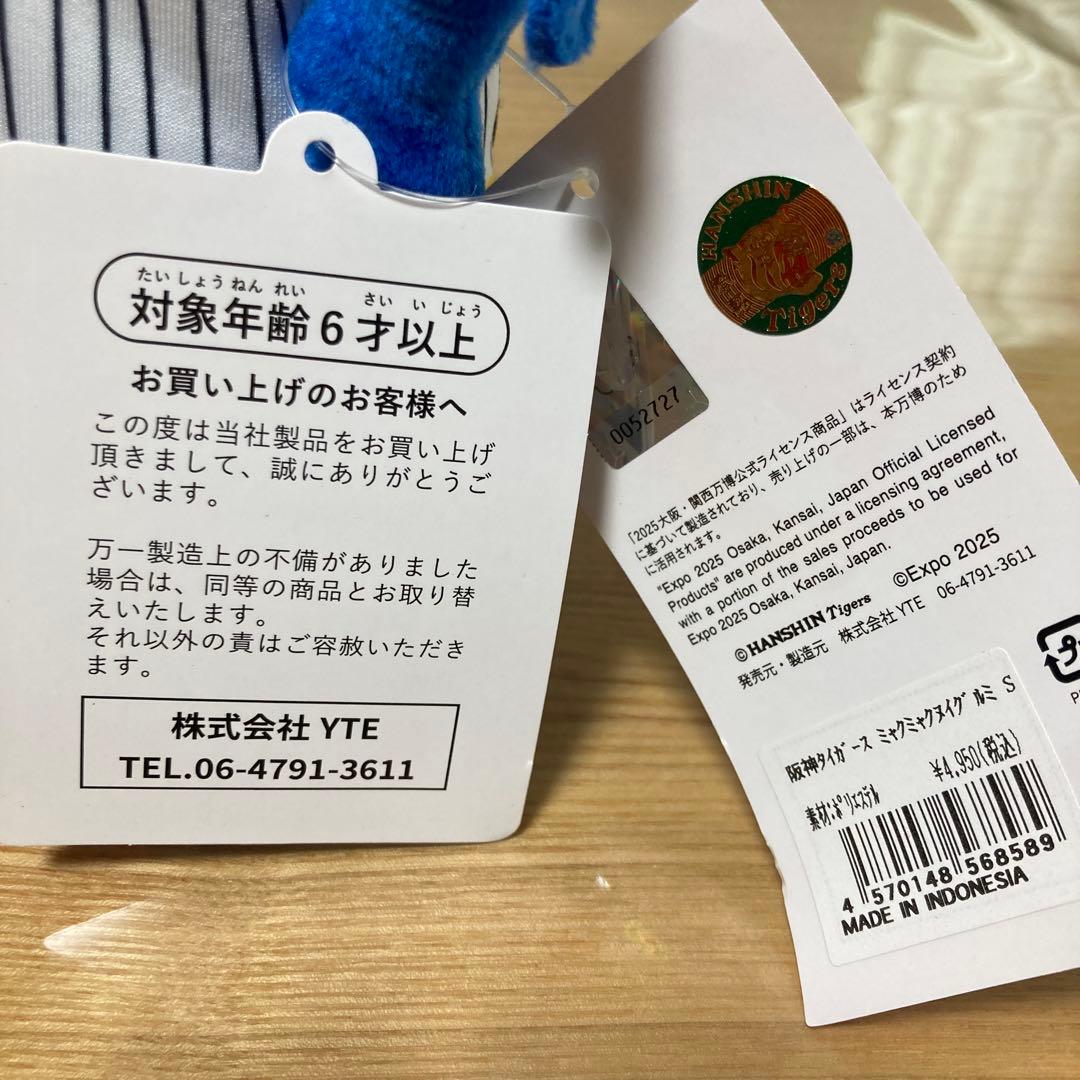 たい しょう ねん れい さい い じょう
対象年齢6才以上
お買い上げのお客様へ
この度は当社製品をお買い上げ
頂きまして、誠にありがとうご
ざいます。
万一製造上の不備がありました
場合は、同等の商品とお取り替
えいたします。
それ以外の責はご容赦いただき
ます。
株式会社 YTE
TEL.06-4791-3611
HANSHIN
Tigers
0052727
「2025大阪・関西万博公式ライセンス商品」はライセンス契約
に基づいて製造されており、売り上げの一部は、本万博のため
に活用されます。
"Expo 2025 Osaka, Kansai, Japan Official Licensed
Products" are produced under a licensing agreement,
with a portion of the sales proceeds to be used for
Expo 2025 Osaka, Kansai, Japan.
©Expo 2025
©HANSHIN Tigers
発売元・製造元 株式会社 YTE 06-4791-3611
阪神タイガース ミャクミャクヌイグルミ S
¥4,950(税込)
素材:ポリエステル
4 570148 568589
MADE IN INDONESIA
プ
P